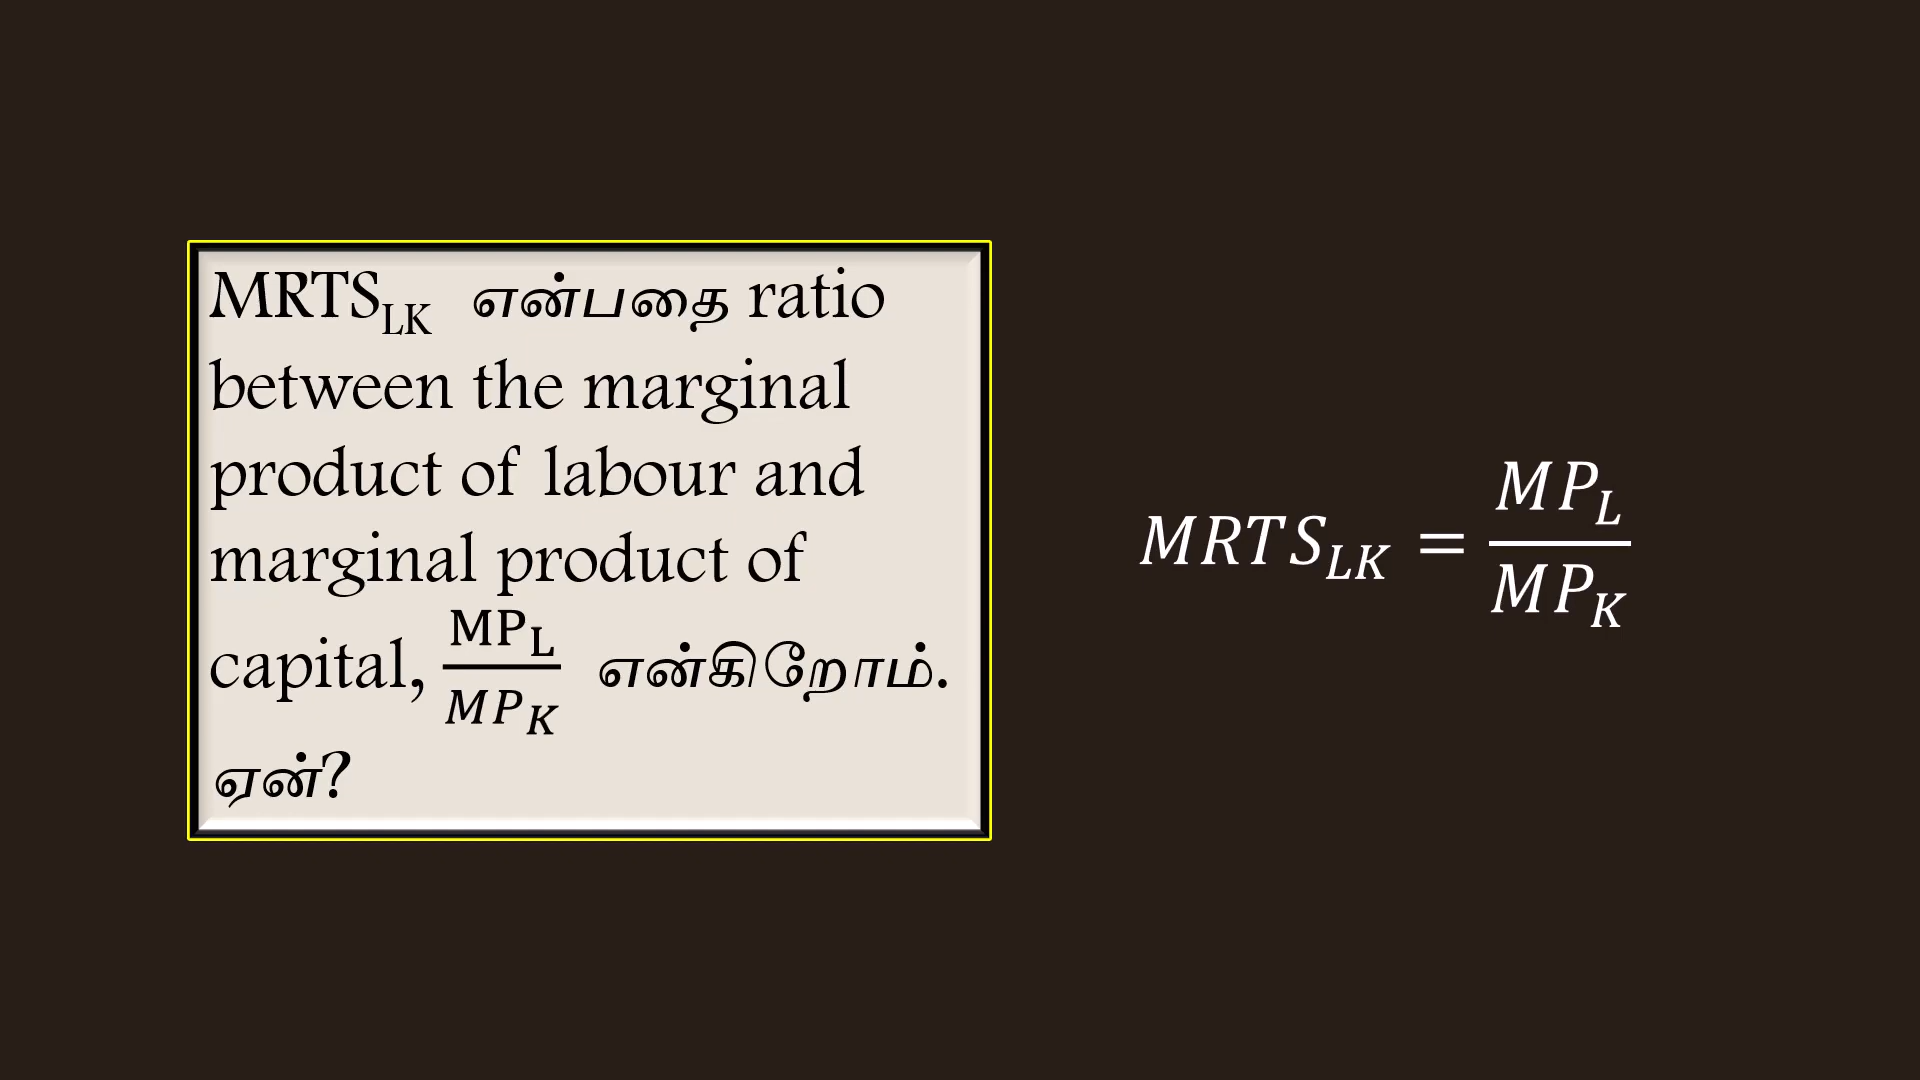 MRTS_LK என்பதை ratio
between the marginal
product of labour and
marginal product of
capital, MP_L/MP_K என்கிறோம்.
ஏன்?
MRTS_LK = MP_L/MP_K